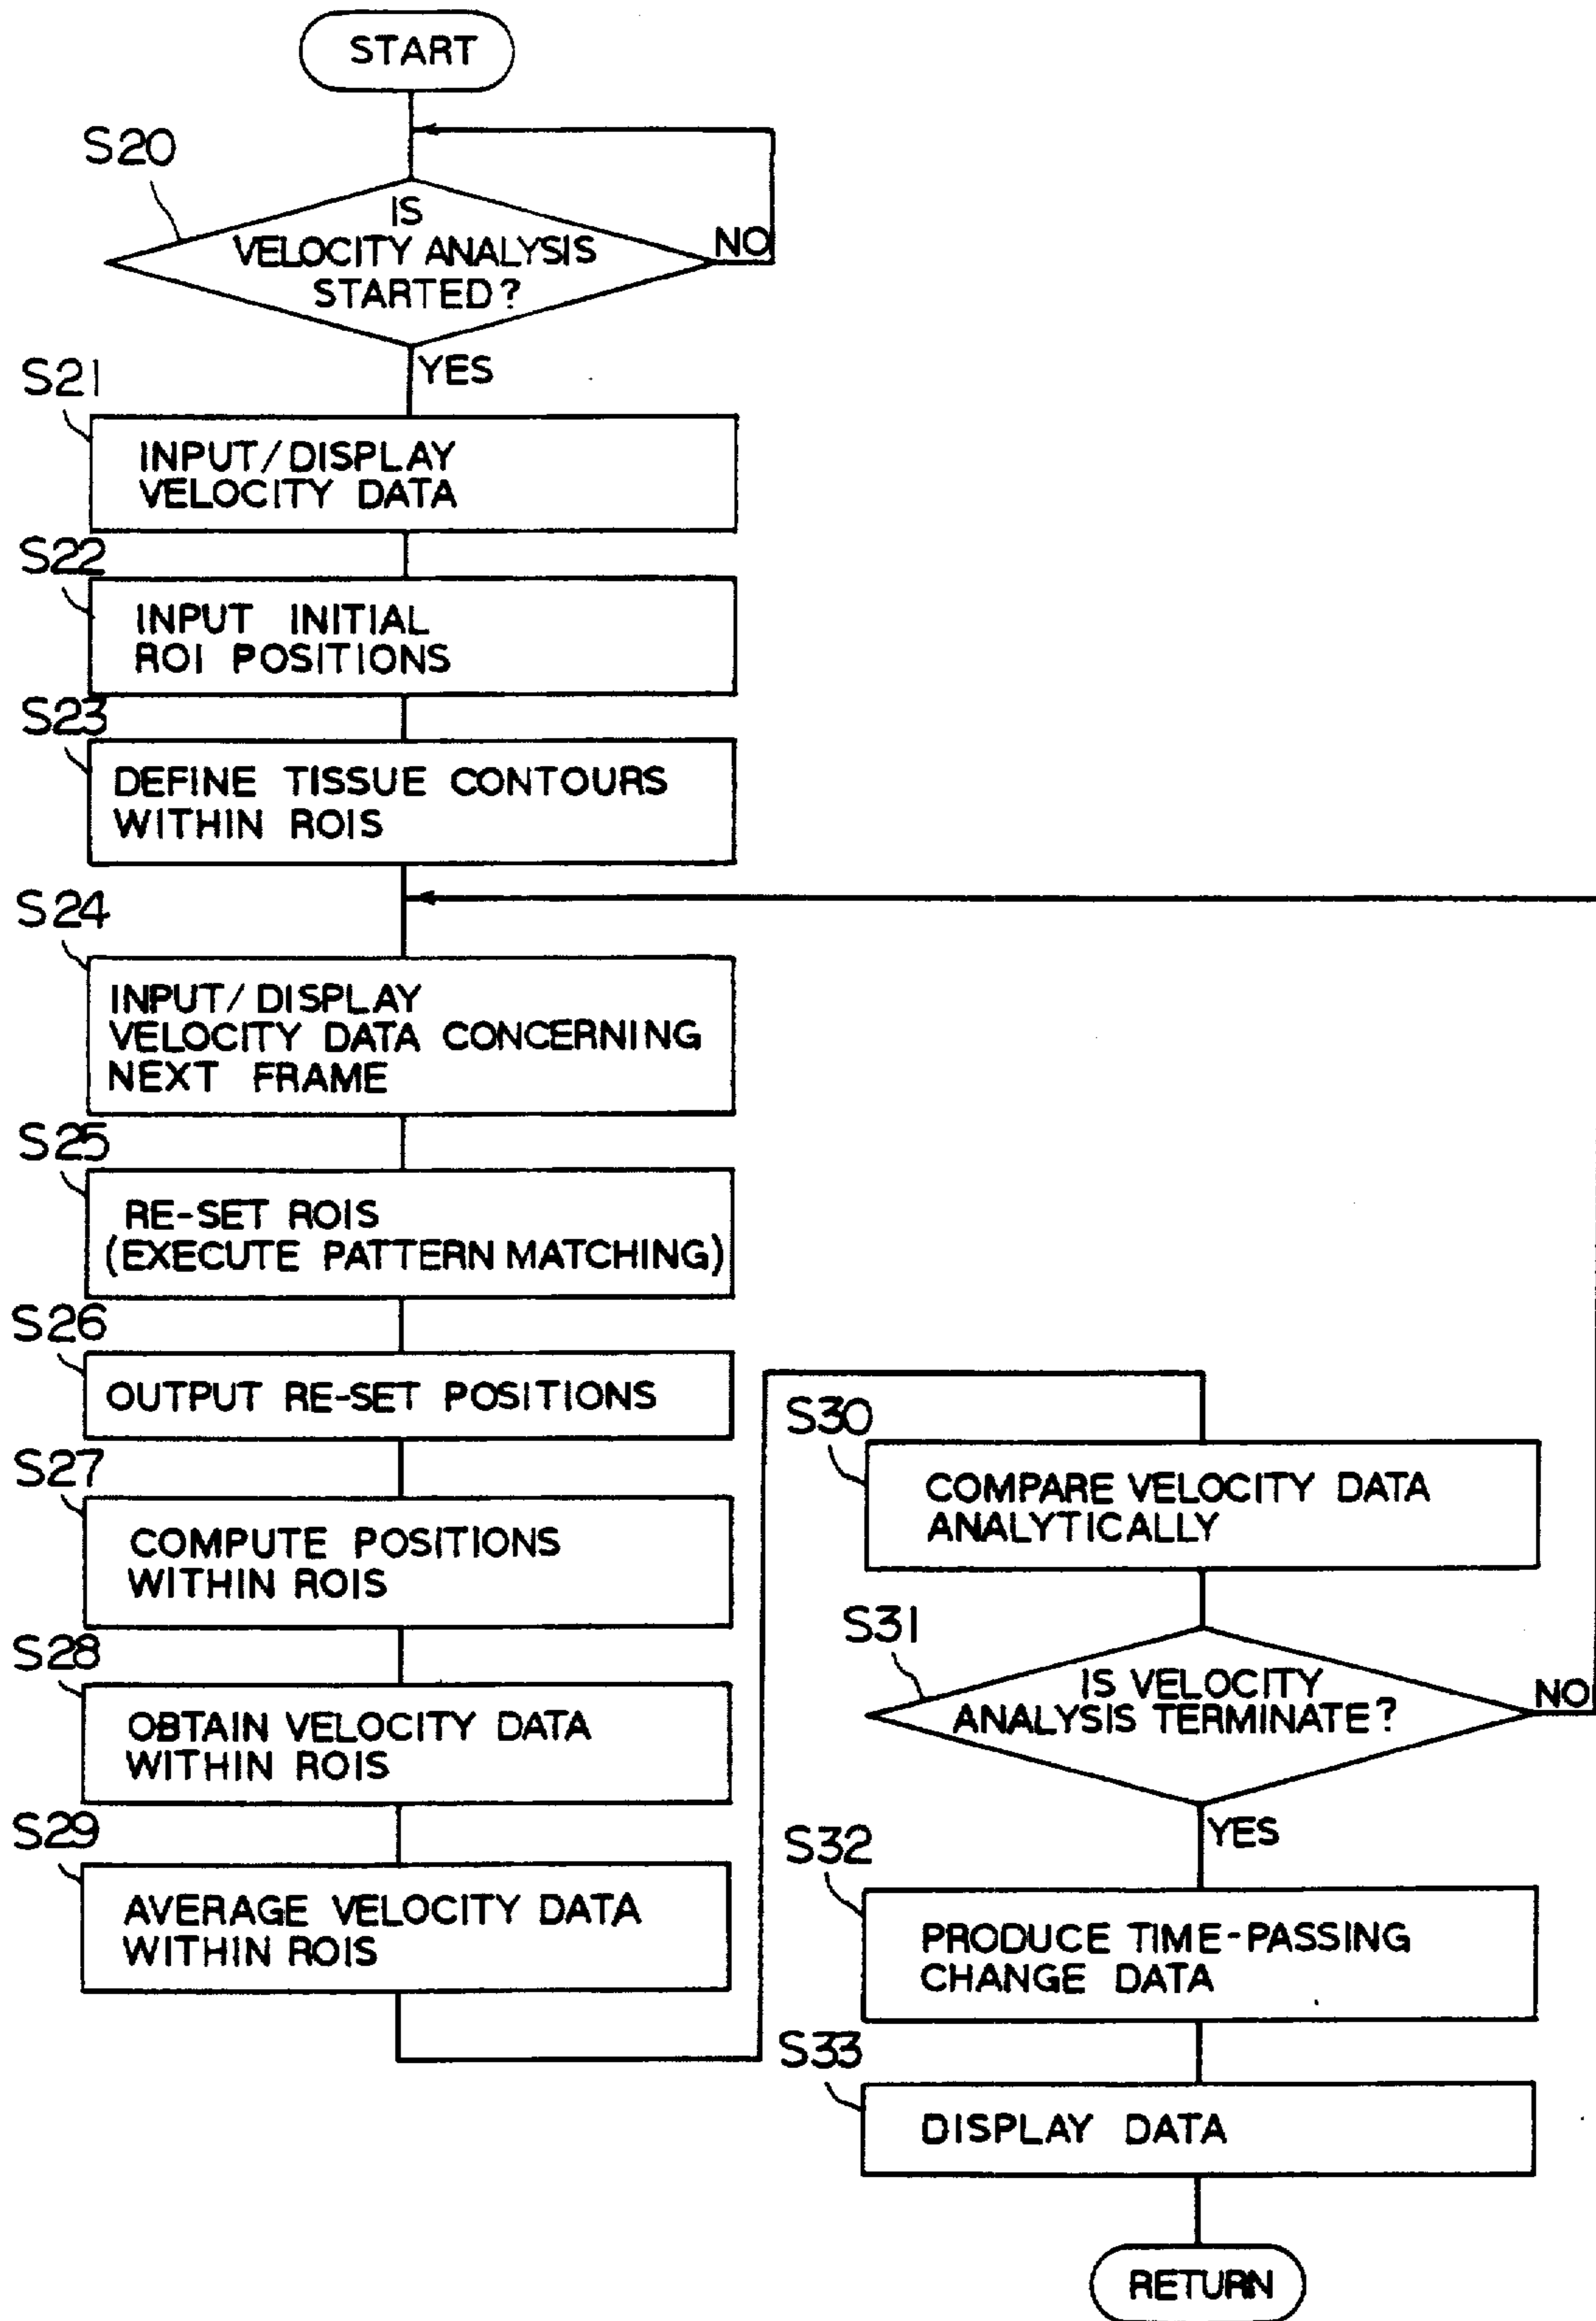 START
S20
IS
VELOCITY ANALYSIS
STARTED?
NO
YES
S21
INPUT/DISPLAY
VELOCITY DATA
S22
INPUT INITIAL
ROI POSITIONS
S23
DEFINE TISSUE CONTOURS
WITHIN ROIS
S24
INPUT/DISPLAY
VELOCITY DATA CONCERNING
NEXT FRAME
S25
RE-SET ROIS
(EXECUTE PATTERN MATCHING)
S26
OUTPUT RE-SET POSITIONS
S27
COMPUTE POSITIONS
WITHIN ROIS
S28
OBTAIN VELOCITY DATA
WITHIN ROIS
S29
AVERAGE VELOCITY DATA
WITHIN ROIS
S30
COMPARE VELOCITY DATA
ANALYTICALLY
S31
IS VELOCITY
ANALYSIS TERMINATE?
NO
YES
S32
PRODUCE TIME-PASSING
CHANGE DATA
S33
DISPLAY DATA
RETURN